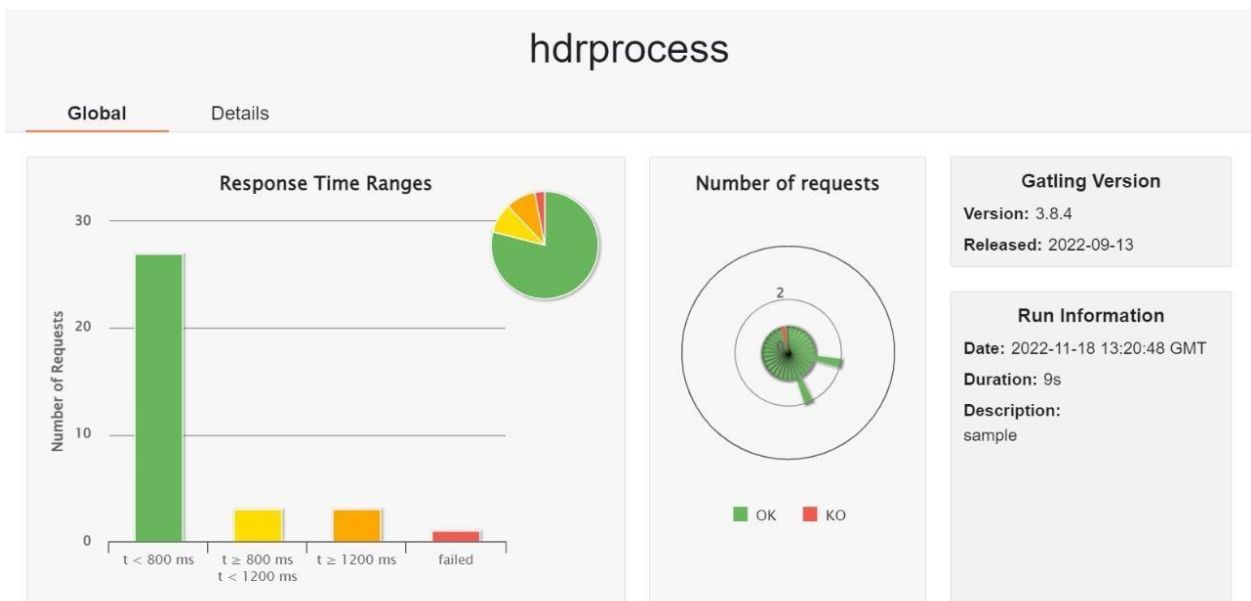 hdrprocess
Global Details
Response Time Ranges
30
20
10
0
Number of Requests
t < 800 ms
t ≥ 800 ms
t < 1200 ms
t ≥ 1200 ms
failed
Number of requests
2
0
OK KO
Gatling Version
Version: 3.8.4
Released: 2022-09-13
Run Information
Date: 2022-11-18 13:20:48 GMT
Duration: 9s
Description:
sample